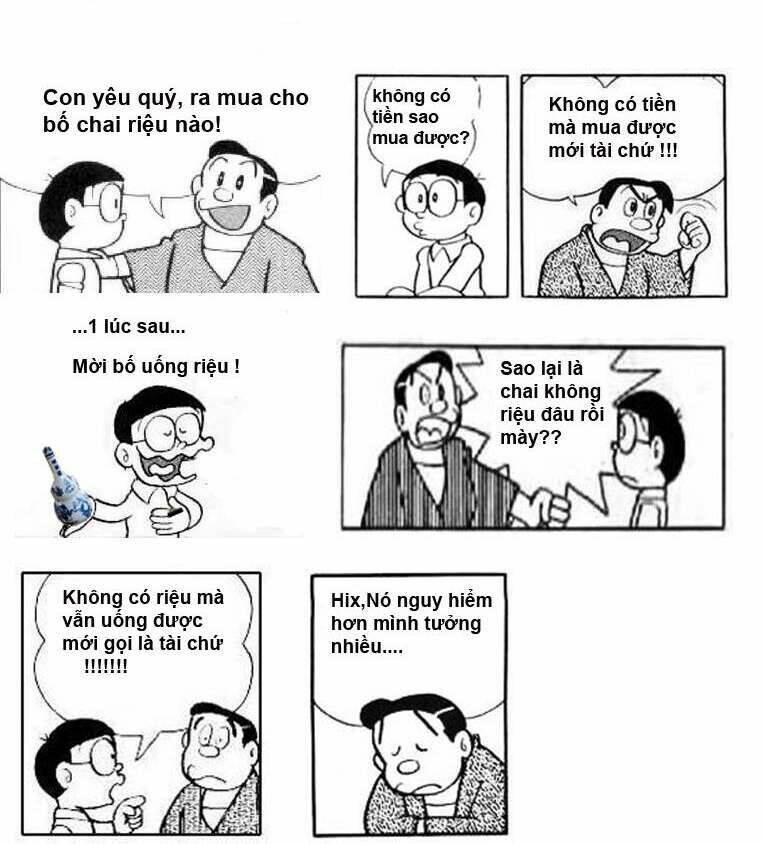 Con yêu quý, ra mua cho
bố chai riệu nào!
không có
tiền sao
mua được?
Không có tiền
mà mua được
mới tài chứ !!!
...1 lúc sau...
Mời bố uống riệu !
Sao lại là
chai không
riệu đâu rồi
mày??
Không có riệu mà
vẫn uống được
mới gọi là tài chứ
!!!!!!!
Hix,Nó nguy hiểm
hơn mình tưởng
nhiều....